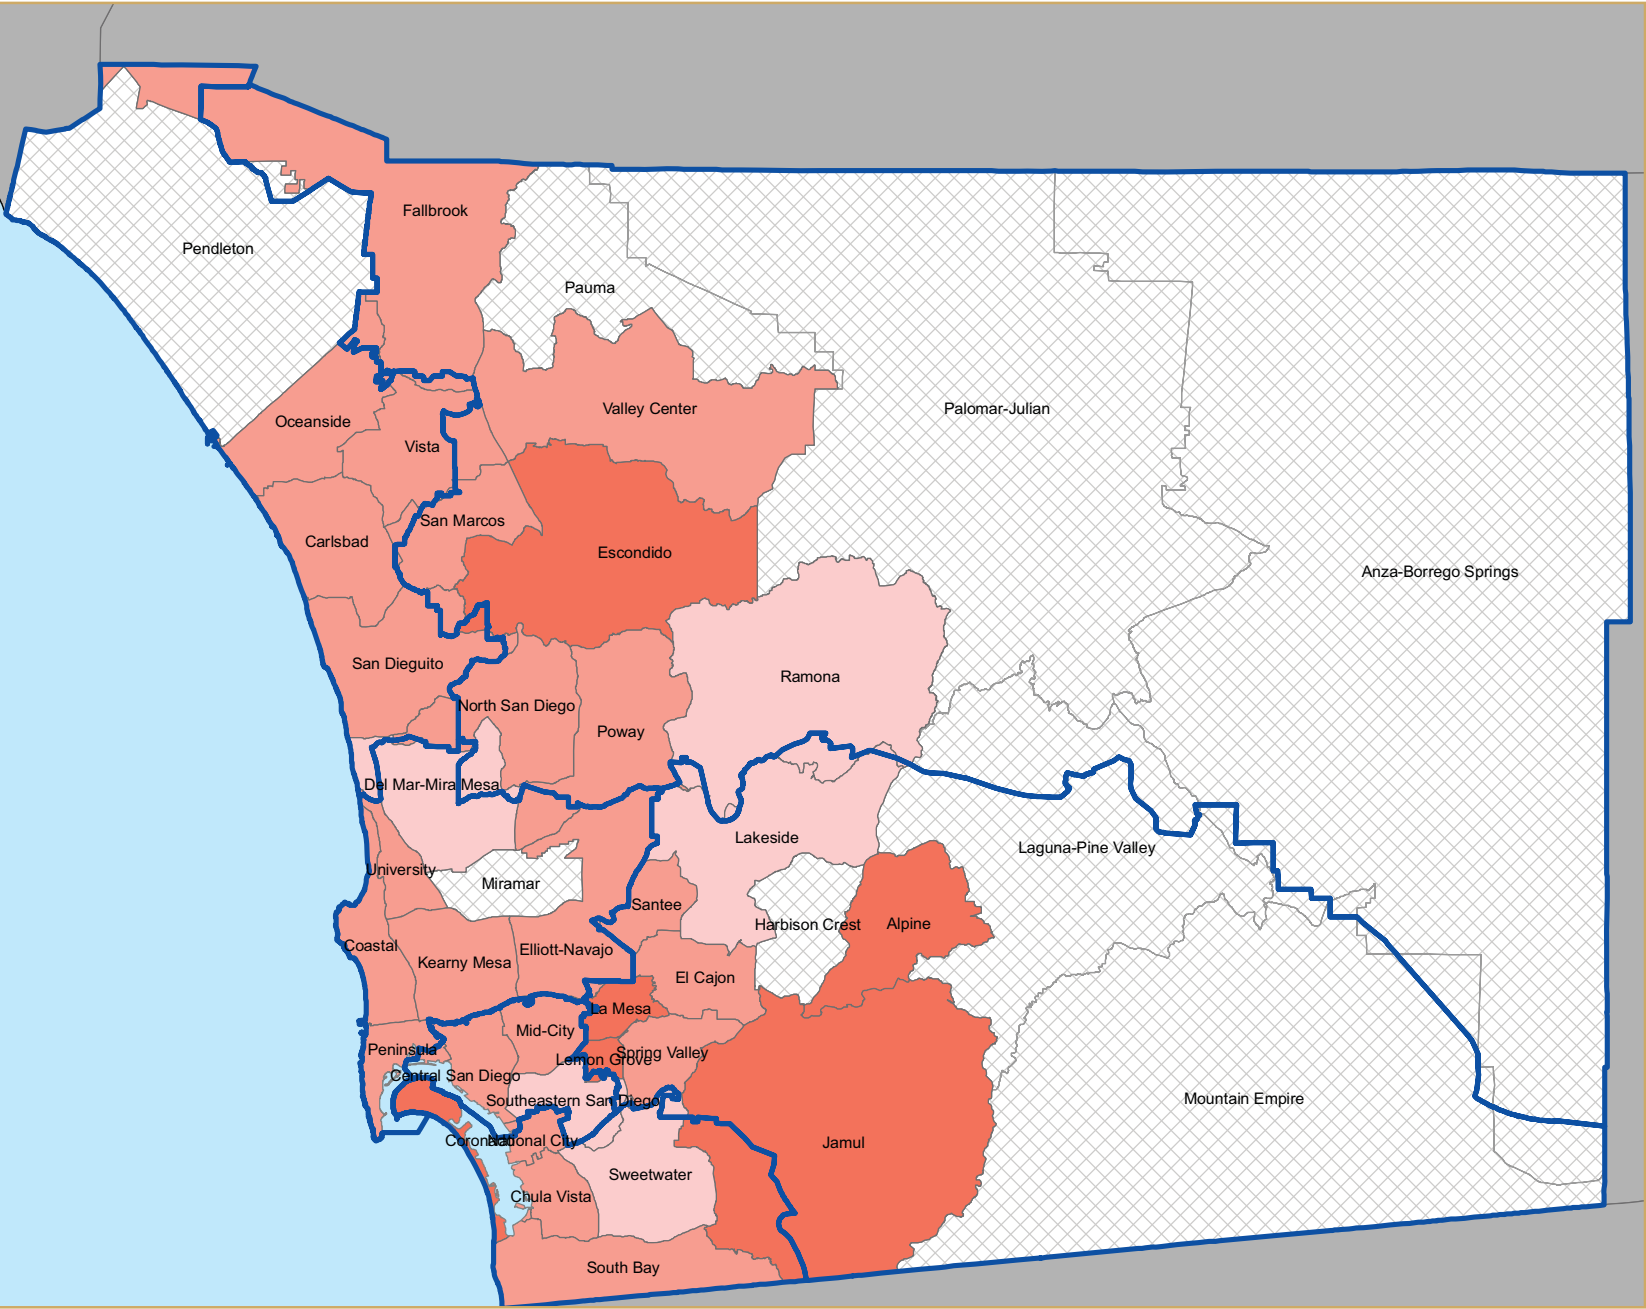 Fallbrook
Pendleton
Pauma
Oceanside
Valley Center
Palomar-Julian
Vista
San Marcos
Carlsbad
Escondido
Anza-Borrego Springs
San Dieguito
Ramona
North San Diego
Poway
Del Mar-Mira Mesa
Lakeside
Laguna-Pine Valley
University
Miramar
Santee
Harbison Crest
Alpine
Coastal
Elliott-Navajo
Kearny Mesa
El Cajon
La Mesa
Mid-City
Peninsula
Lemon Grove
Spring Valley
Central San Diego
Southeastern San Diego
Mountain Empire
Coronado
National City
Jamul
Sweetwater
Chula Vista
South Bay